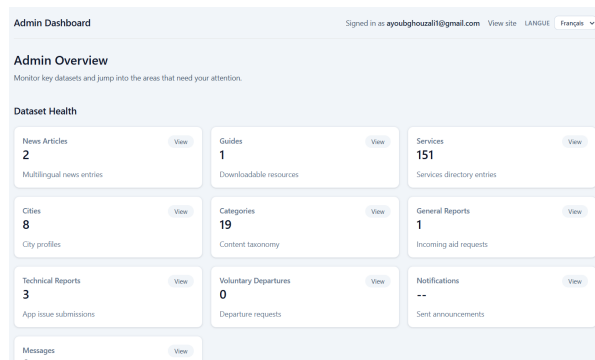 Admin Dashboard
Signed in as ayoubghouzali1@gmail.com View site LANGUE Français
Admin Overview
Monitor key datasets and jump into the areas that need your attention.
Dataset Health
News Articles View
2
Multilingual news entries
Guides View
1
Downloadable resources
Services View
151
Services directory entries
Cities View
8
City profiles
Categories View
19
Content taxonomy
General Reports View
1
Incoming aid requests
Technical Reports View
3
App issue submissions
Voluntary Departures View
0
Departure requests
Notifications View
--
Sent announcements
Messages View